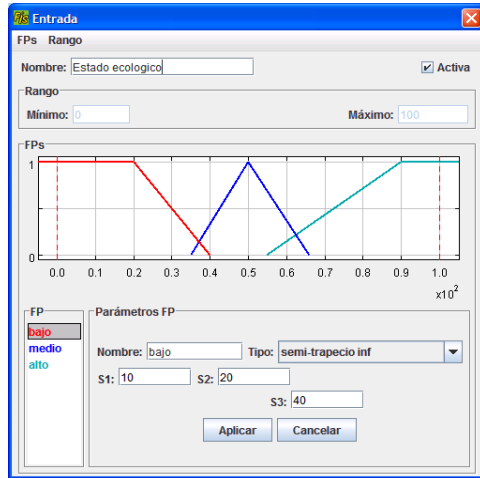 Entrada
FPs Rango
Nombre: Estado ecologico Activa
Rango
Mínimo: 0 Máximo: 100
FPs
1
0
0.0 0.1 0.2 0.3 0.4 0.5 0.6 0.7 0.8 0.9 1.0
x10²
FP Parámetros FP
bajo
medio
alto
Nombre: bajo Tipo: semi-trapecio inf
S1: 10 S2: 20
S3: 40
Aplicar Cancelar